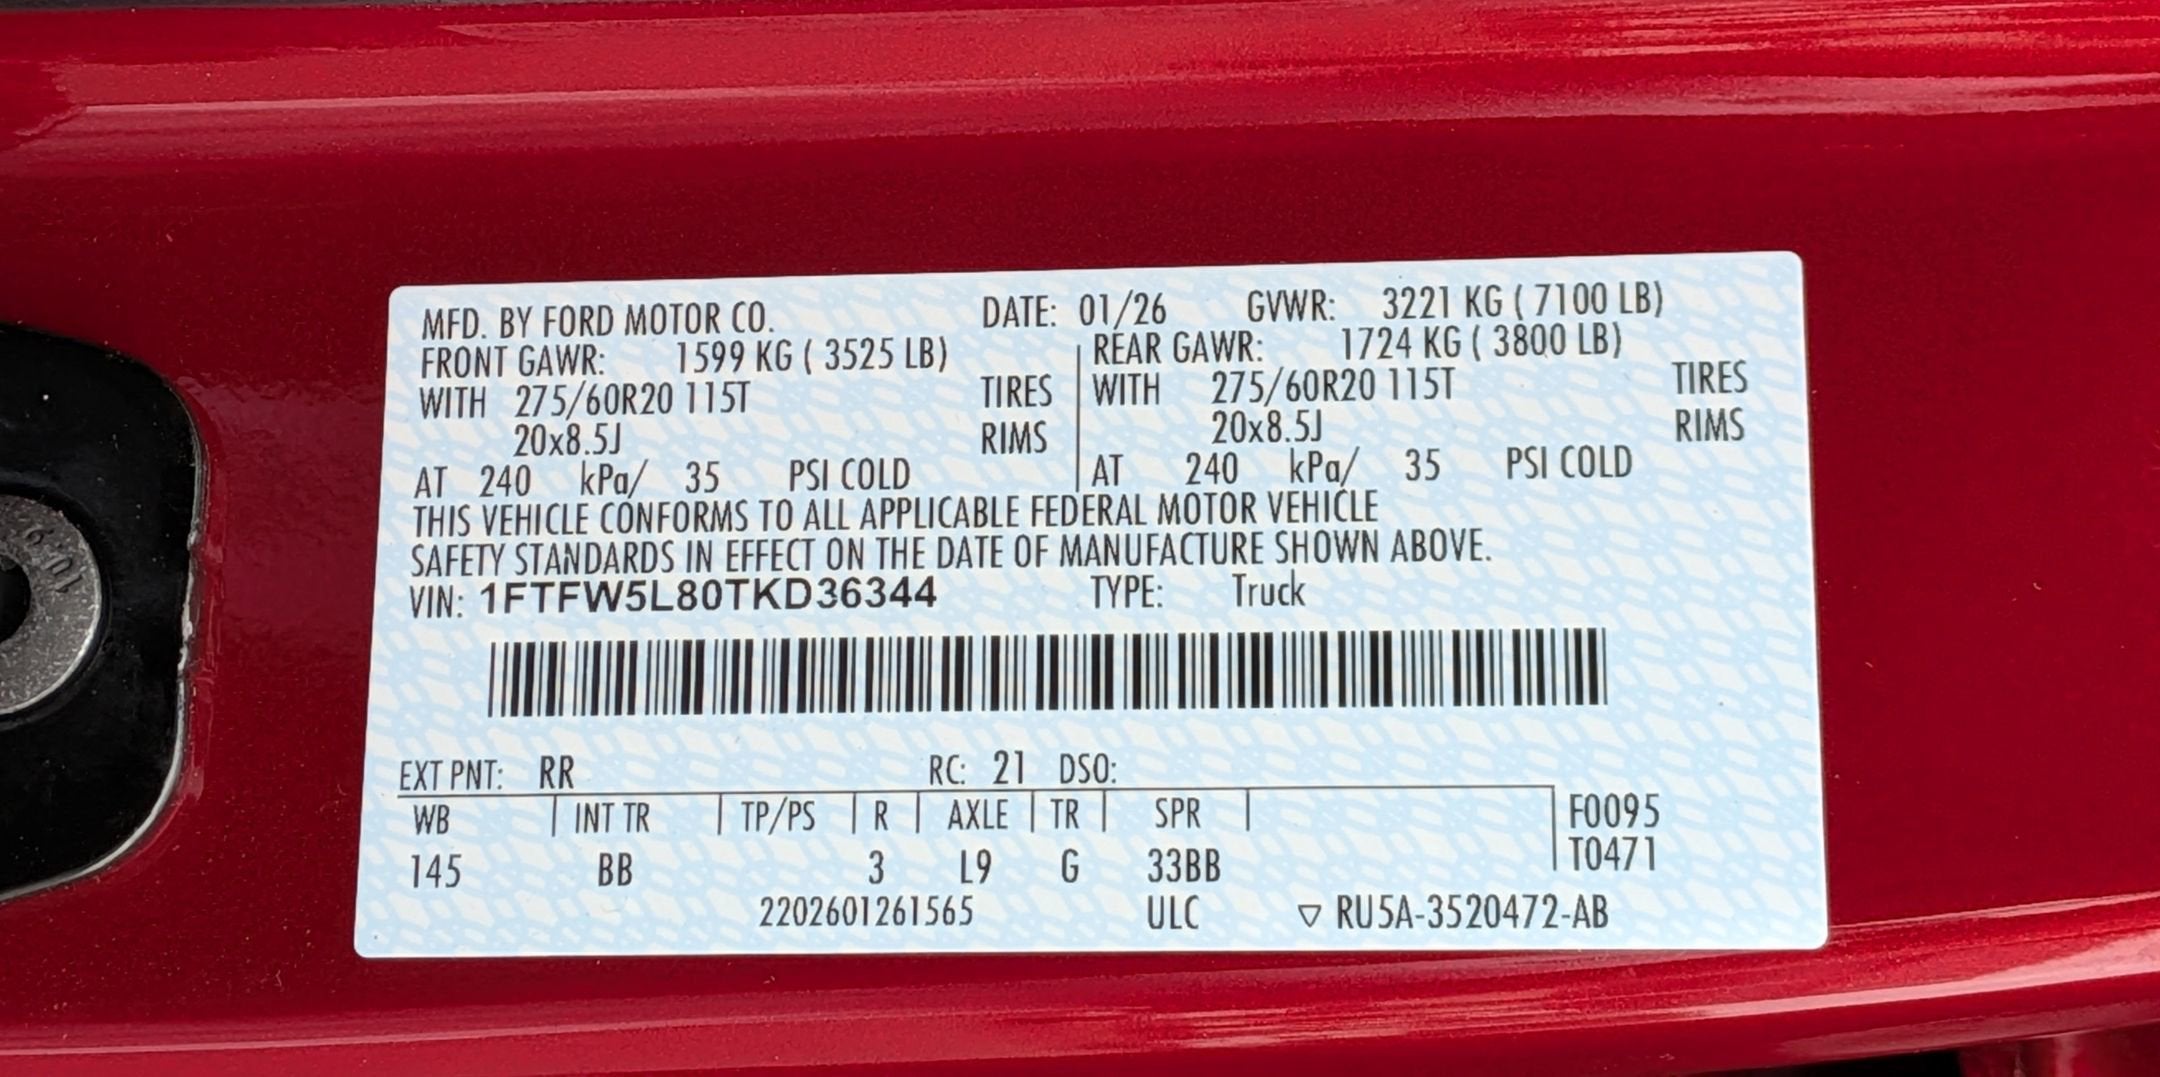 MFD. BY FORD MOTOR CO. DATE: 01/26 GVWR: 3221 KG ( 7100 LB)
FRONT GAWR: 1599 KG ( 3525 LB) REAR GAWR: 1724 KG ( 3800 LB)
WITH 275/60R20 115T TIRES WITH 275/60R20 115T TIRES
20x8.5J RIMS 20x8.5J RIMS
AT 240 kPa/ 35 PSI COLD AT 240 kPa/ 35 PSI COLD
THIS VEHICLE CONFORMS TO ALL APPLICABLE FEDERAL MOTOR VEHICLE
SAFETY STANDARDS IN EFFECT ON THE DATE OF MANUFACTURE SHOWN ABOVE.
VIN: 1FTFW5L80TKD36344 TYPE: Truck
EXT PNT: RR RC: 21 DSO:
WB INT TR TP/PS R AXLE TR SPR F0095
145 BB 3 L9 G 33BB T0471
2202601261565 ULC ▽ RU5A-3520472-AB